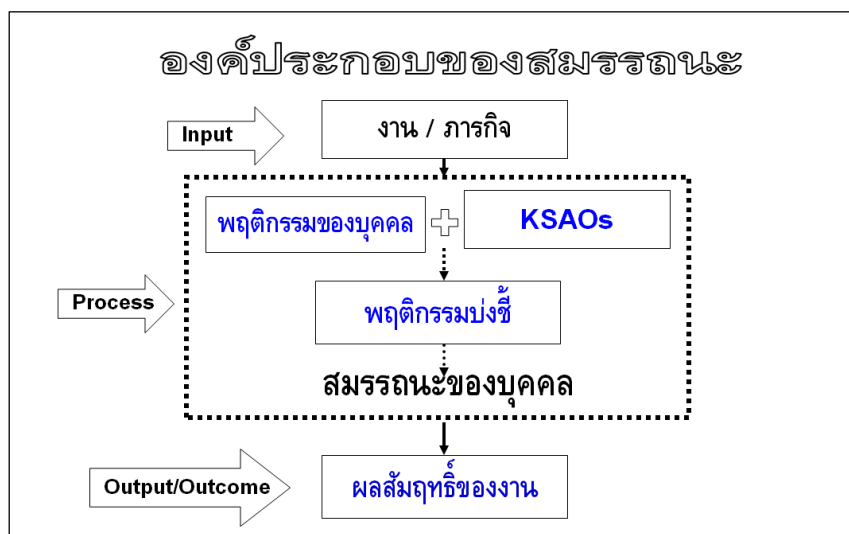 องค์ประกอบของสมรรถนะ
Input
งาน / ภารกิจ
พฤติกรรมของบุคคล
KSAOs
Process
พฤติกรรมบ่งชี้
สมรรถนะของบุคคล
Output/Outcome
ผลสัมฤทธิ์ของงาน